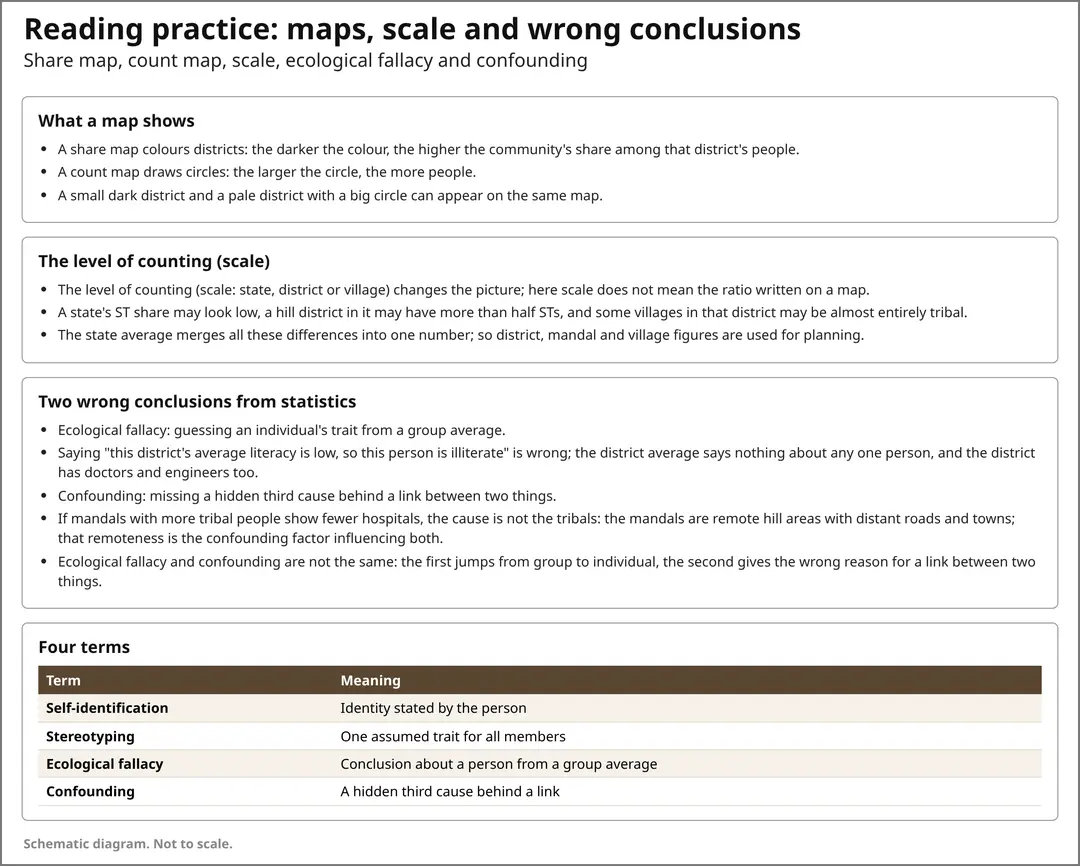 Reading practice: maps, scale and wrong conclusions
Share map, count map, scale, ecological fallacy and confounding
What a map shows
• A share map colours districts: the darker the colour, the higher the community's share among that district's people.
• A count map draws circles: the larger the circle, the more people.
• A small dark district and a pale district with a big circle can appear on the same map.
The level of counting (scale)
• The level of counting (scale: state, district or village) changes the picture; here scale does not mean the ratio written on a map.
• A state's ST share may look low, a hill district in it may have more than half STs, and some villages in that district may be almost entirely tribal.
• The state average merges all these differences into one number; so district, mandal and village figures are used for planning.
Two wrong conclusions from statistics
• Ecological fallacy: guessing an individual's trait from a group average.
• Saying "this district's average literacy is low, so this person is illiterate" is wrong; the district average says nothing about any one person, and the district
has doctors and engineers too.
• Confounding: missing a hidden third cause behind a link between two things.
• If mandals with more tribal people show fewer hospitals, the cause is not the tribals: the mandals are remote hill areas with distant roads and towns;
that remoteness is the confounding factor influencing both.
• Ecological fallacy and confounding are not the same: the first jumps from group to individual, the second gives the wrong reason for a link between two
things.
Four terms
Term Meaning
Self-identification Identity stated by the person
Stereotyping One assumed trait for all members
Ecological fallacy Conclusion about a person from a group average
Confounding A hidden third cause behind a link
Schematic diagram. Not to scale.